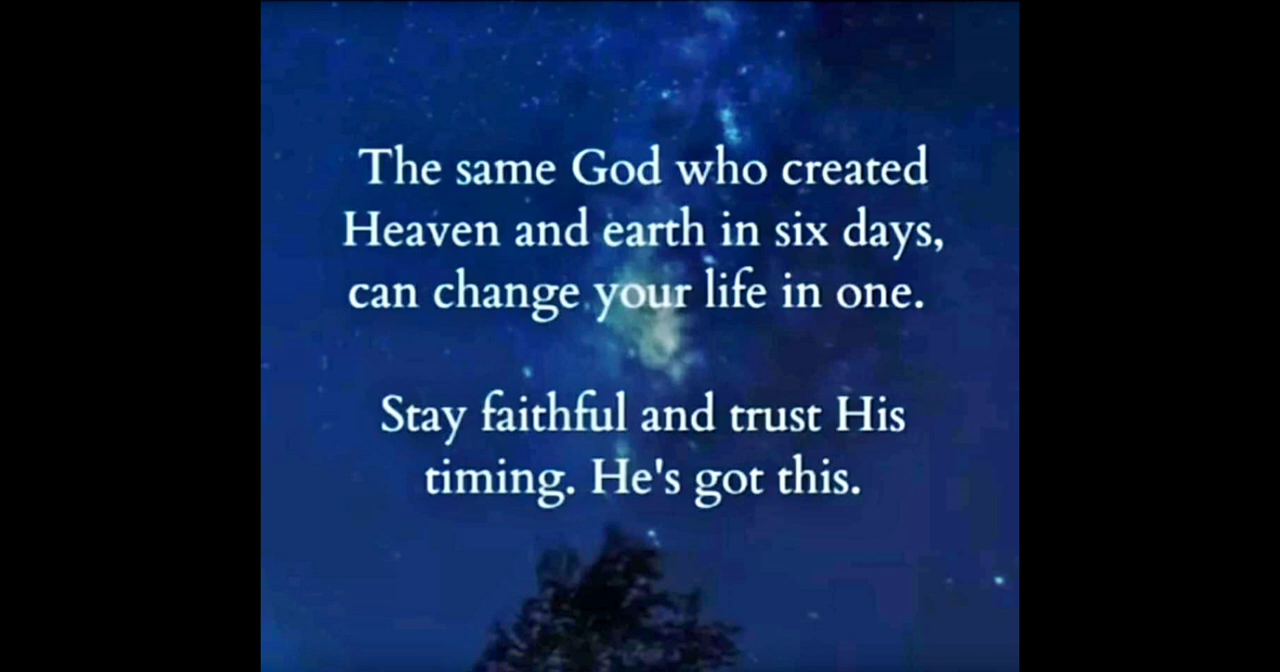 The same God who created
Heaven and earth in six days,
can change your life in one.
Stay faithful and trust His
timing. He's got this.